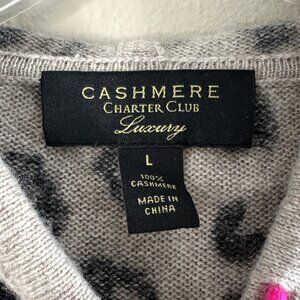 CASHMERE
CHARTER CLUB
Luxury
L
100%
CASHMERE
MADE IN
CHINA